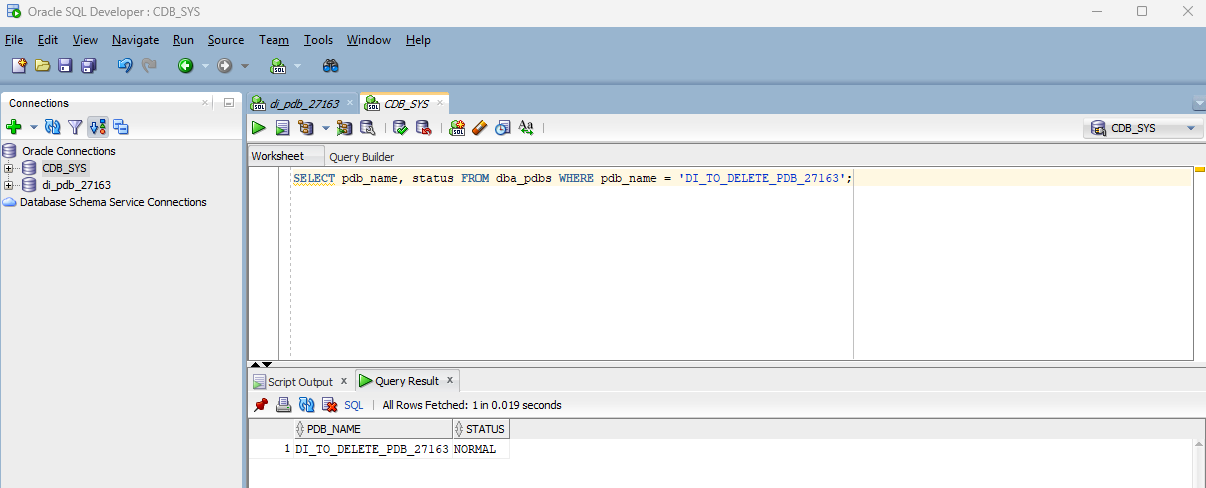 Oracle SQL Developer : CDB_SYS
File Edit View Navigate Run Source Team Tools Window Help
Connections
di_pdb_27163
CDB_SYS
CDB_SYS
Oracle Connections
CDB_SYS
di_pdb_27163
Database Schema Service Connections
Worksheet Query Builder
SELECT pdb_name, status FROM dba_pdbs WHERE pdb_name = 'DI_TO_DELETE_PDB_27163';
Script Output x Query Result x
SQL | All Rows Fetched: 1 in 0.019 seconds
PDB_NAME STATUS
1 DI_TO_DELETE_PDB_27163 NORMAL